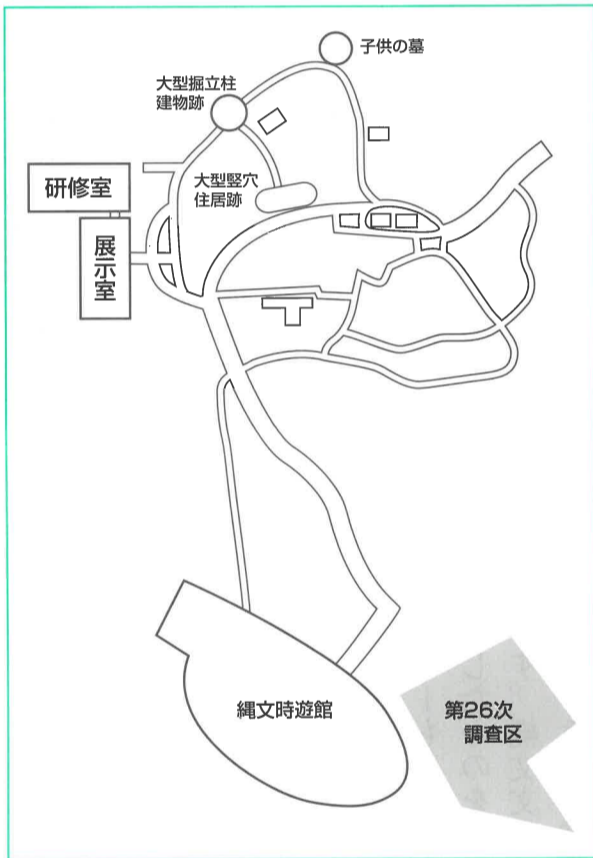 子供の墓
大型掘立柱
建物跡
研修室
大型竪穴
住居跡
展示室
縄文時遊館
第26次
調査区